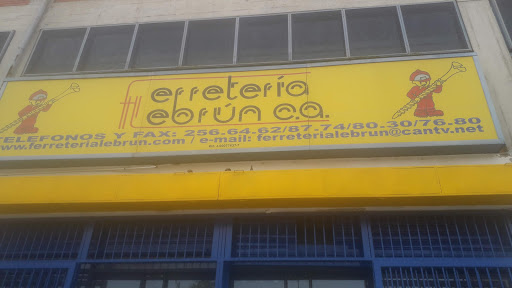 Ferretería
Lebrún c.a.
TELEFONOS Y FAX: 256.64.62/87.74/80.30/76.80
www.ferreterialebrun.com / e-mail: ferreterialebrun@cantv.net